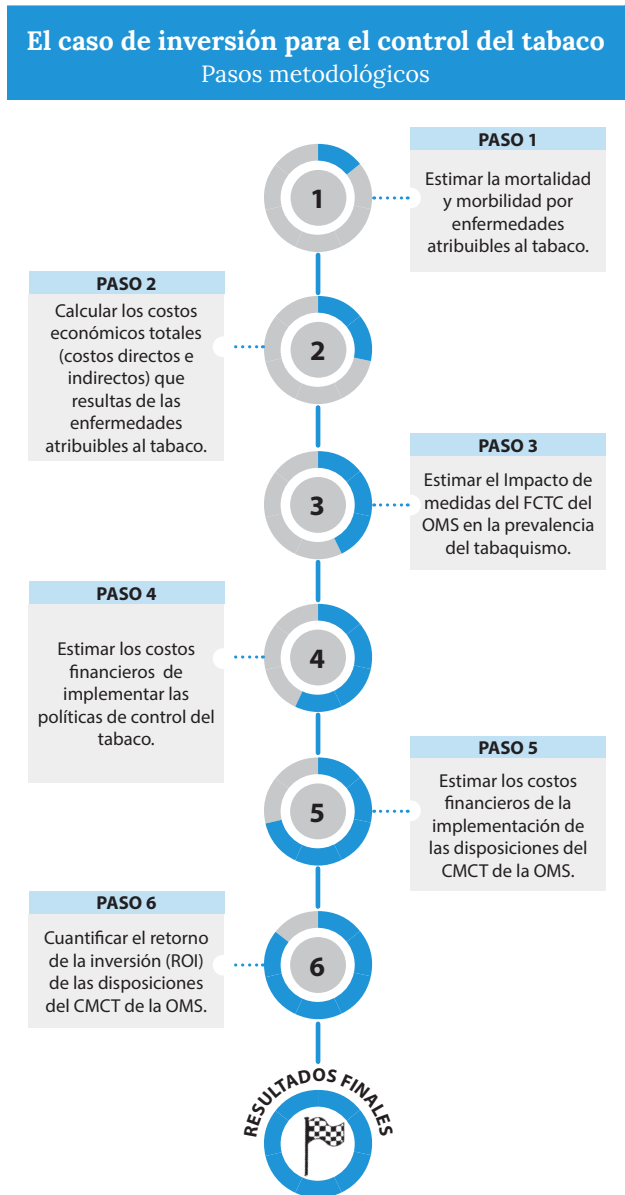 El caso de inversión para el control del tabaco
Pasos metodológicos
1
PASO 1
Estimar la mortalidad
y morbilidad por
enfermedades
atribuibles al tabaco.
PASO 2
Calcular los costos
económicos totales
(costos directos e
indirectos) que
resultas de las
enfermedades
atribuibles al tabaco.
2
3
PASO 3
Estimar el Impacto de
medidas del FCTC del
OMS en la prevalencia
del tabaquismo.
PASO 4
Estimar los costos
financieros de
implementar las
políticas de control del
tabaco.
4
5
PASO 5
Estimar los costos
financieros de la
implementación de
las disposiciones del
CMCT de la OMS.
PASO 6
Cuantificar el retorno
de la inversión (ROI)
de las disposiciones
del CMCT de la OMS.
6
RESULTADOS FINALES